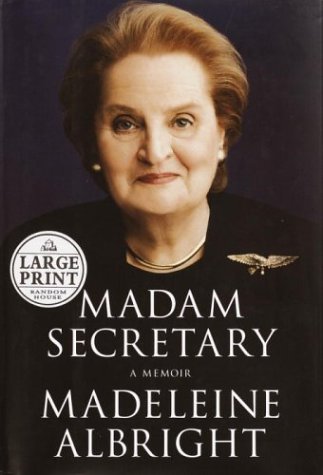 LARGE
PRINT
RANDOM
HOUSE
MADAM
SECRETARY
A MEMOIR
MADELEINE
ALBRIGHT